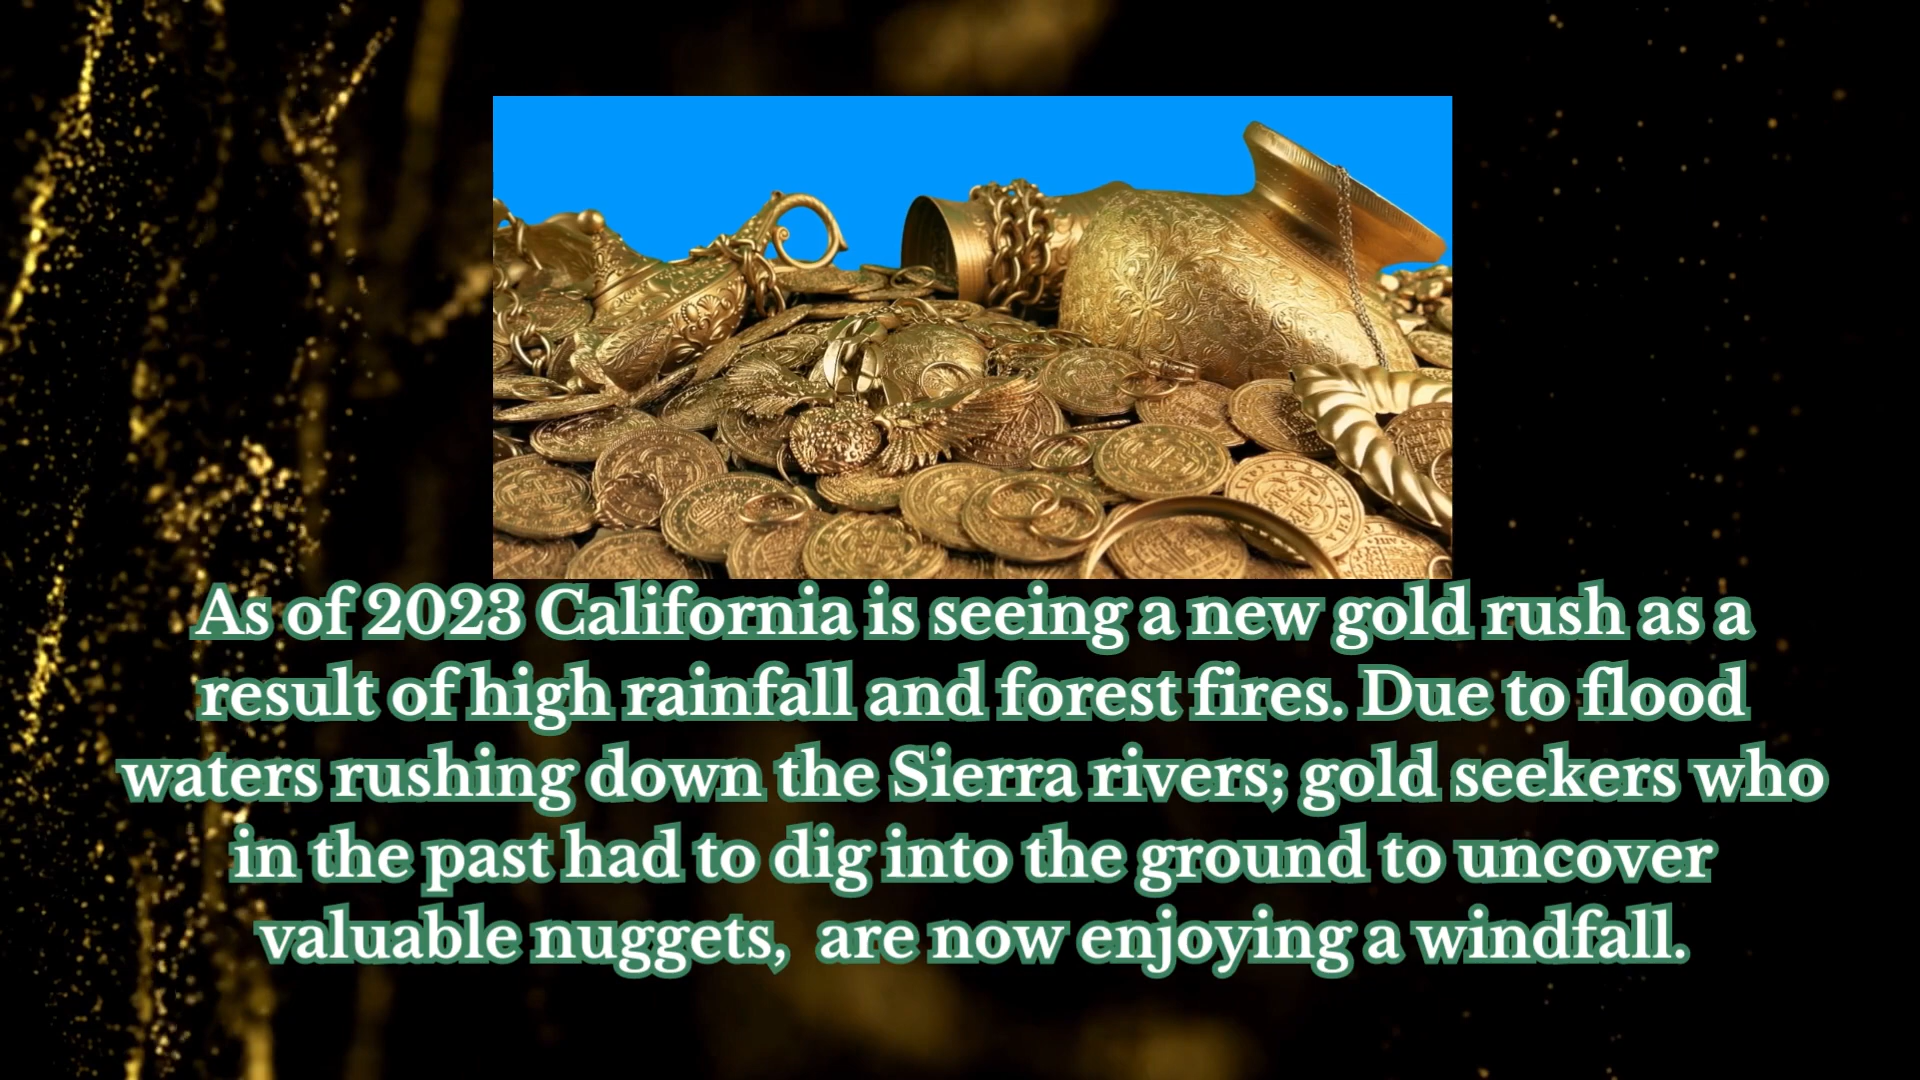 As of 2023 California is seeing a new gold rush as a
result of high rainfall and forest fires. Due to flood
waters rushing down the Sierra rivers; gold seekers who
in the past had to dig into the ground to uncover
valuable nuggets,  are now enjoying a windfall.